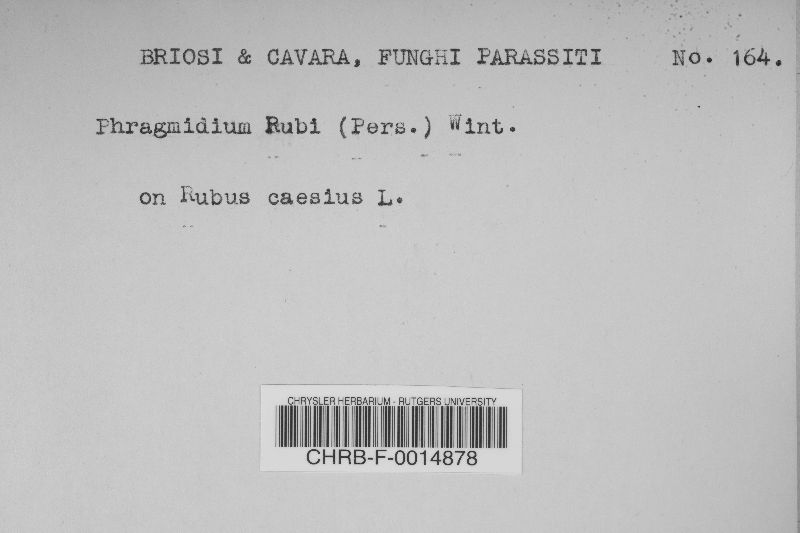 BRIOSI & CAVARA, FUNGHI PARASSITI No. 164.
Phragmidium Rubi (Pers.) Wint.
on Rubus caesius L.
CHRYSLER HERBARIUM - RUTGERS UNIVERSITY
CHRB-F-0014878